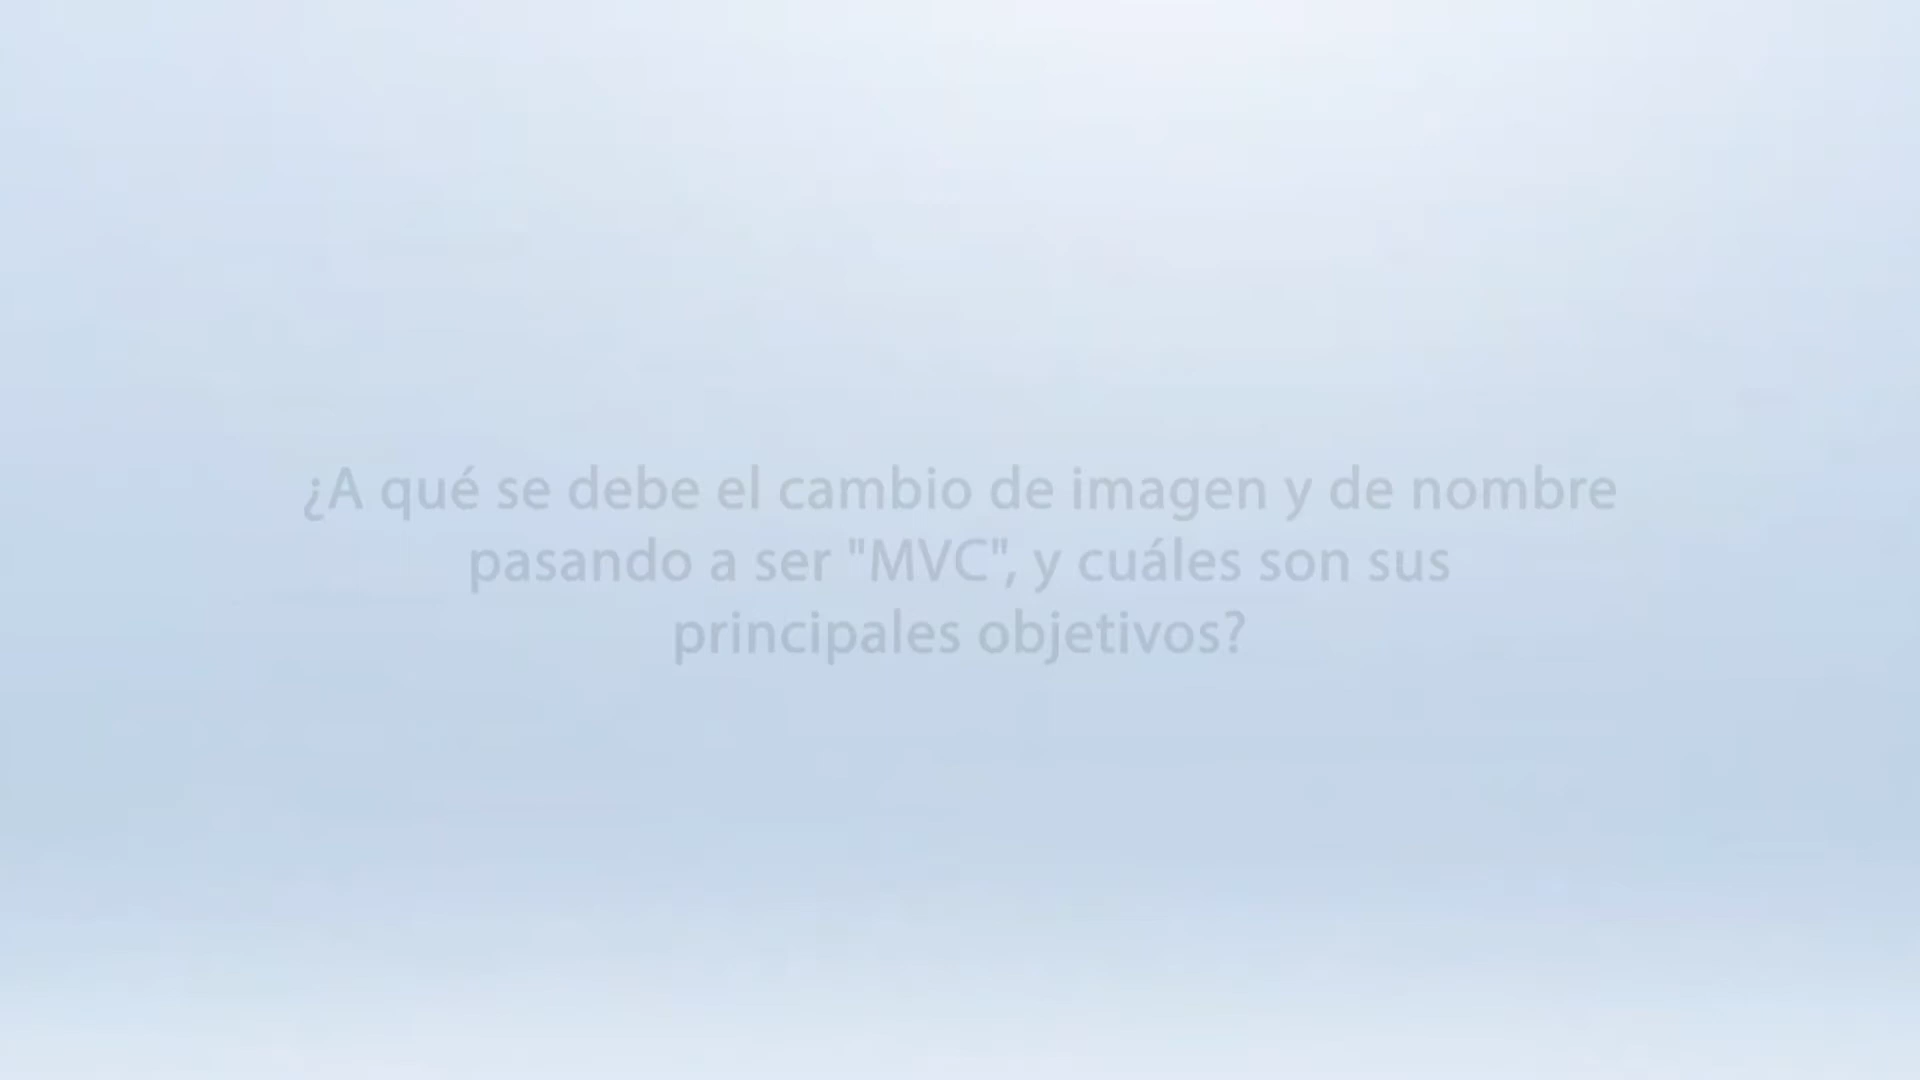 ¿A qué se debe el cambio de imagen y de nombre
pasando a ser "MVC", y cuáles son sus
principales objetivos?